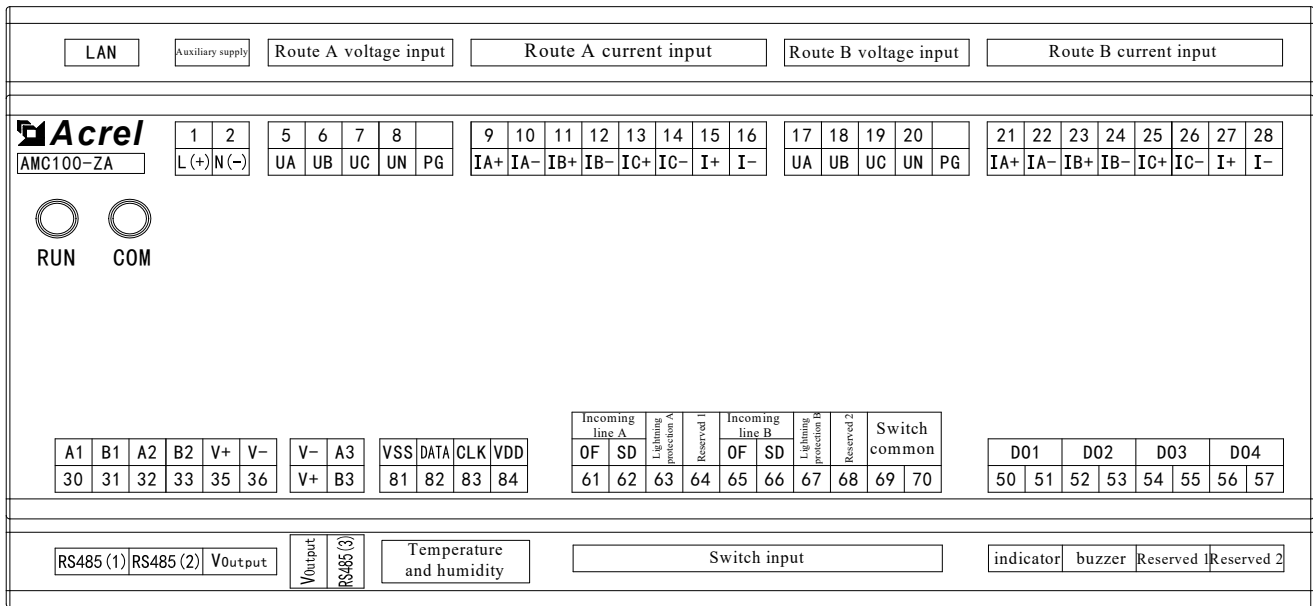 LAN Auxiliary supply Route A voltage input Route A current input Route B voltage input Route B current input
Acrel
AMC100-ZA
1 2 5 6 7 8 9 10 11 12 13 14 15 16 17 18 19 20 21 22 23 24 25 26 27 28
L(+) N(-) UA UB UC UN PG IA+ IA- IB+ IB- IC+ IC- I+ I- UA UB UC UN PG IA+ IA- IB+ IB- IC+ IC- I+ I-
RUN COM
Incoming line A Lightning protection A Reserved 1 Incoming line B Lightning protection B Reserved 2 Switch common
A1 B1 A2 B2 V+ V- V- A3 VSS DATA CLK VDD OF SD OF SD DO1 DO2 DO3 DO4
30 31 32 33 35 36 V+ B3 81 82 83 84 61 62 63 64 65 66 67 68 69 70 50 51 52 53 54 55 56 57
RS485(1) RS485(2) VOutput VOutput RS485(3) Temperature and humidity Switch input indicator buzzer Reserved 1 Reserved 2